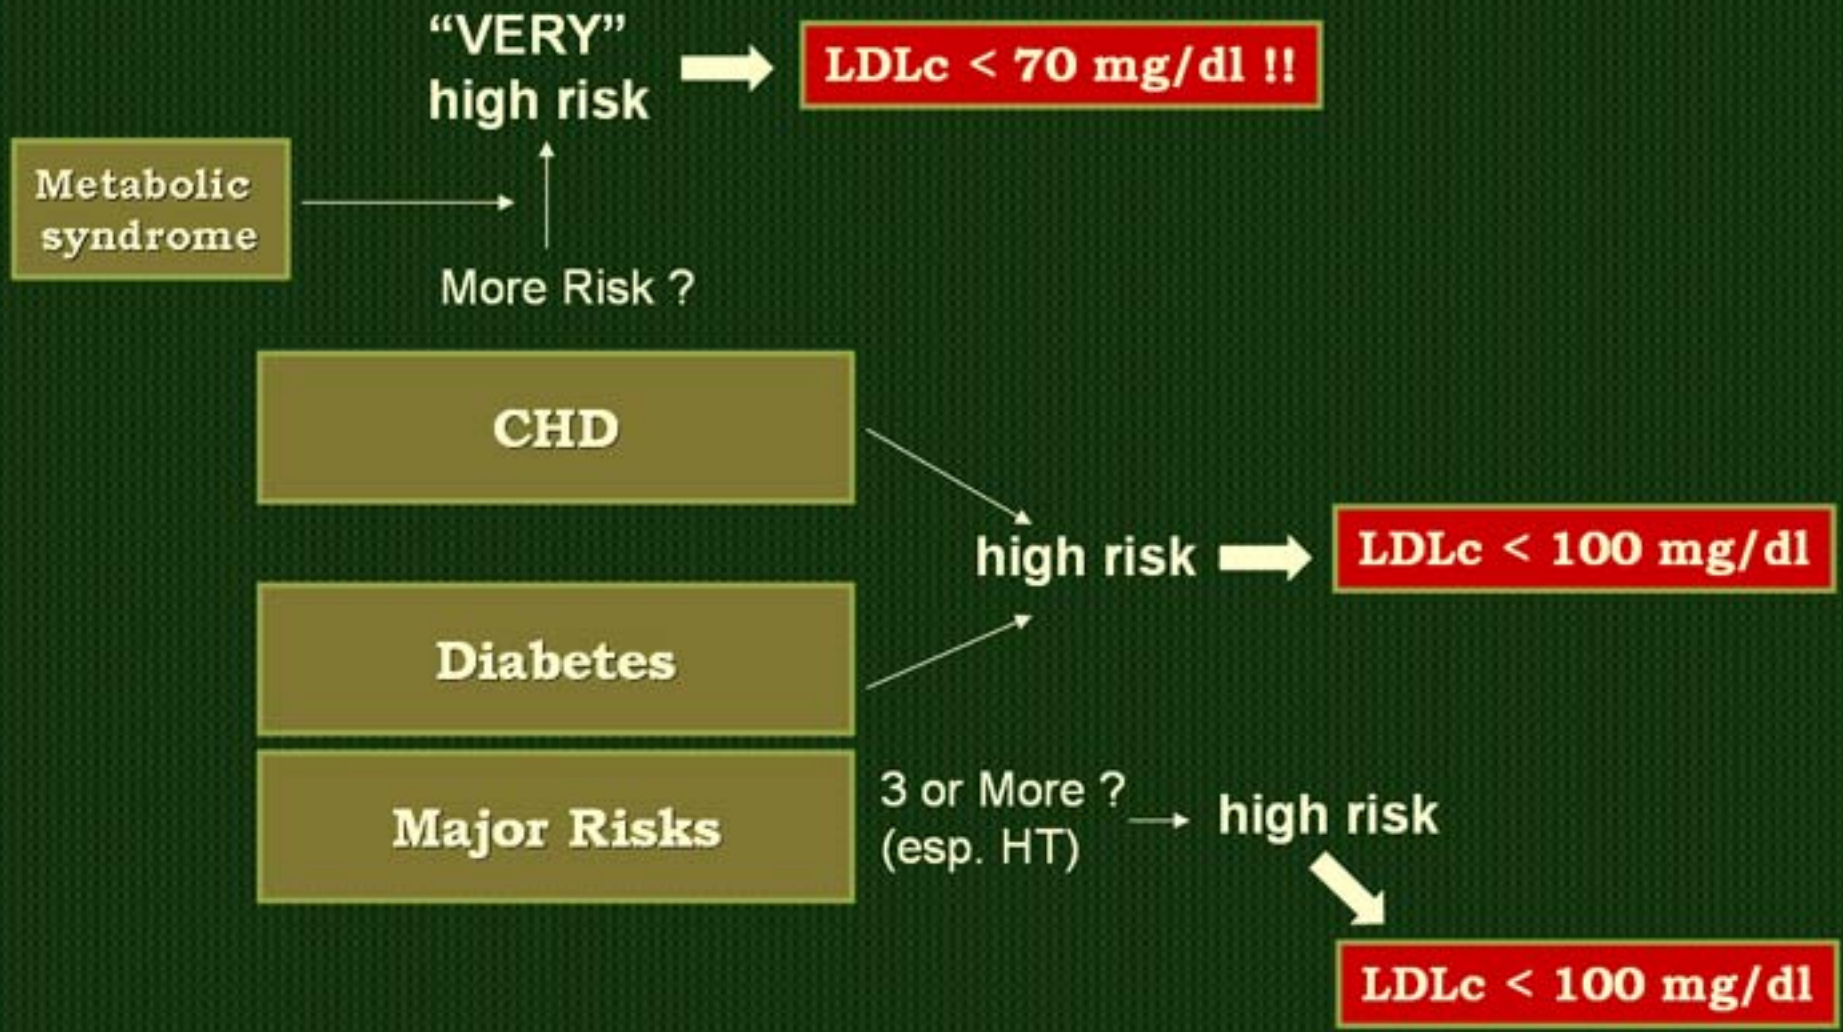 “VERY”
high risk
LDLc < 70 mg/dl !!
Metabolic
syndrome
More Risk ?
CHD
high risk
LDLc < 100 mg/dl
Diabetes
Major Risks
3 or More ?
(esp. HT)
high risk
LDLc < 100 mg/dl